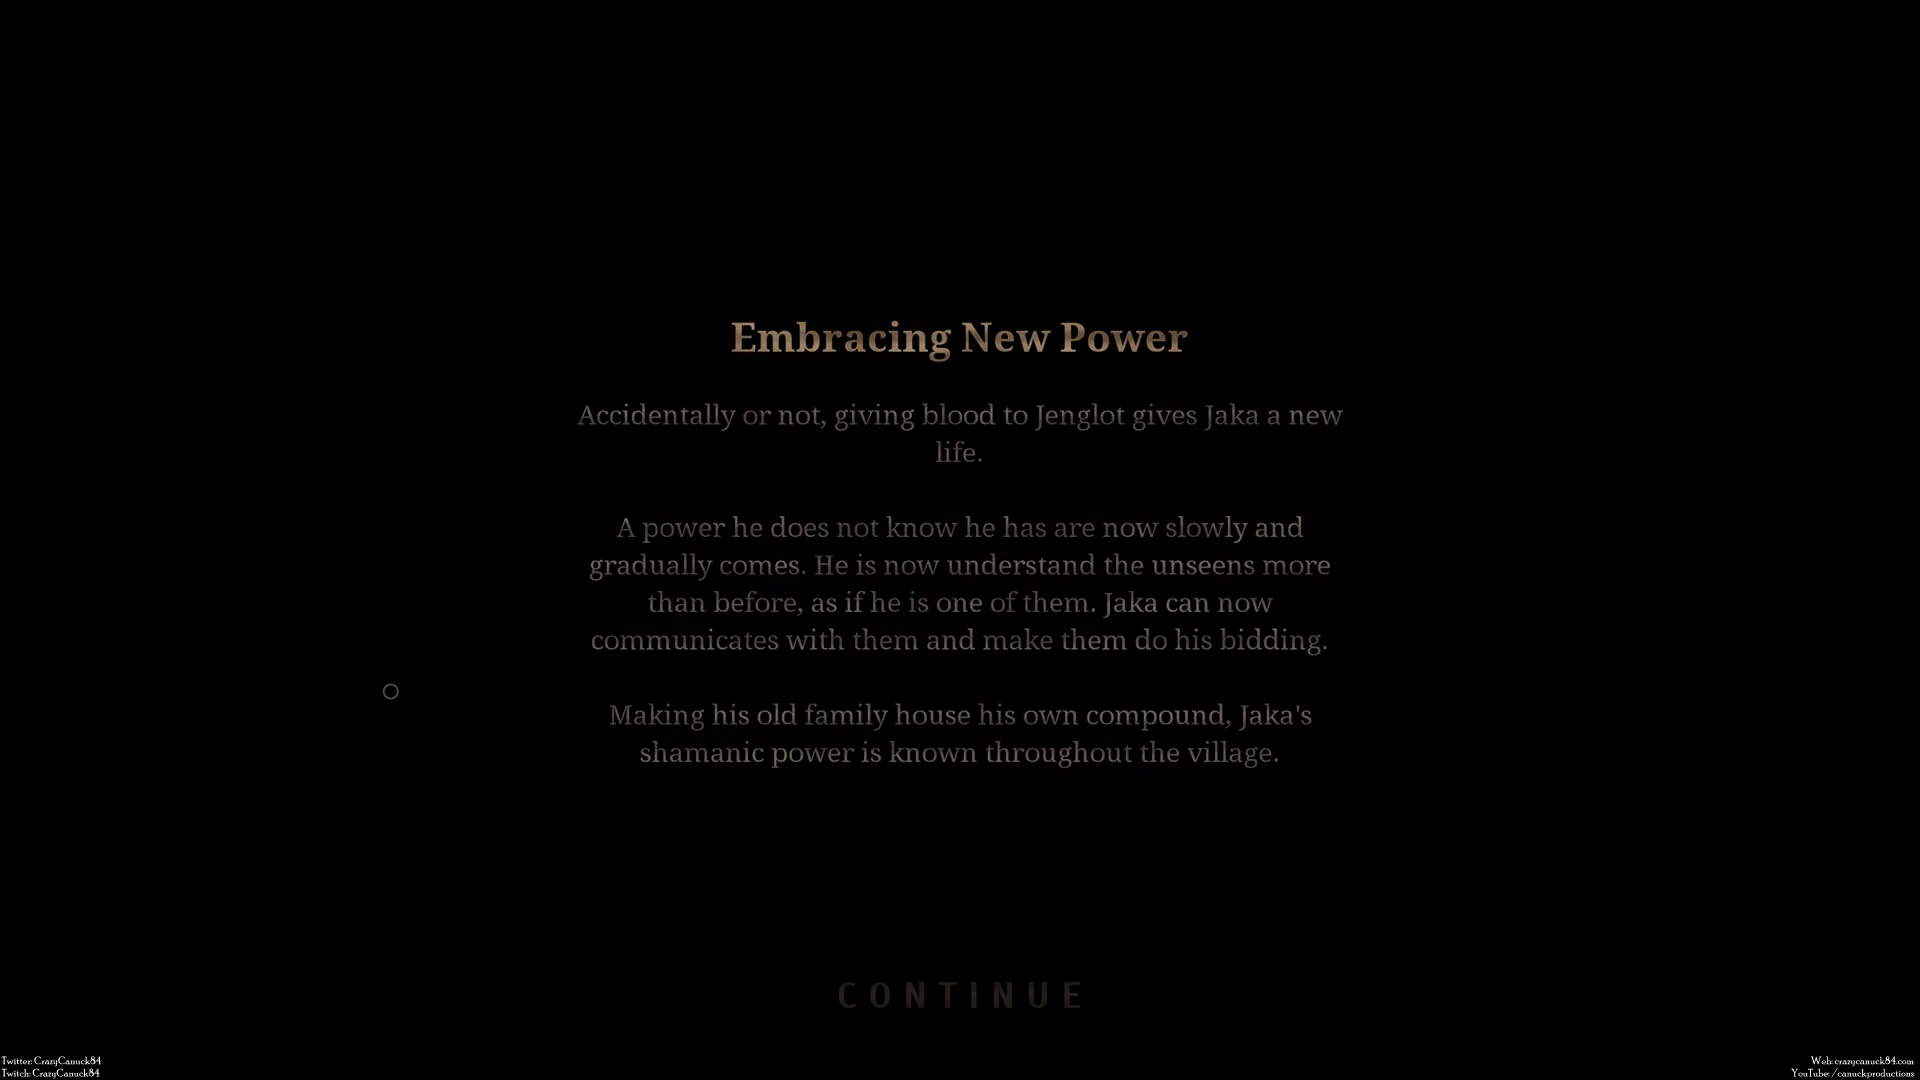 Embracing New Power
Accidentally or not, giving blood to Jenglot gives Jaka a new
life.
A power he does not know he has are now slowly and
gradually comes. He is now understand the unseens more
than before, as if he is one of them. Jaka can now
communicates with them and make them do his bidding.
Making his old family house his own compound, Jaka's
shamanic power is known throughout the village.
CONTINUE
Twitter: CrazyCanuck84
Twitch: CrazyCanuck84
Web: crazycanuck84.com
YouTube: /canuckproductions